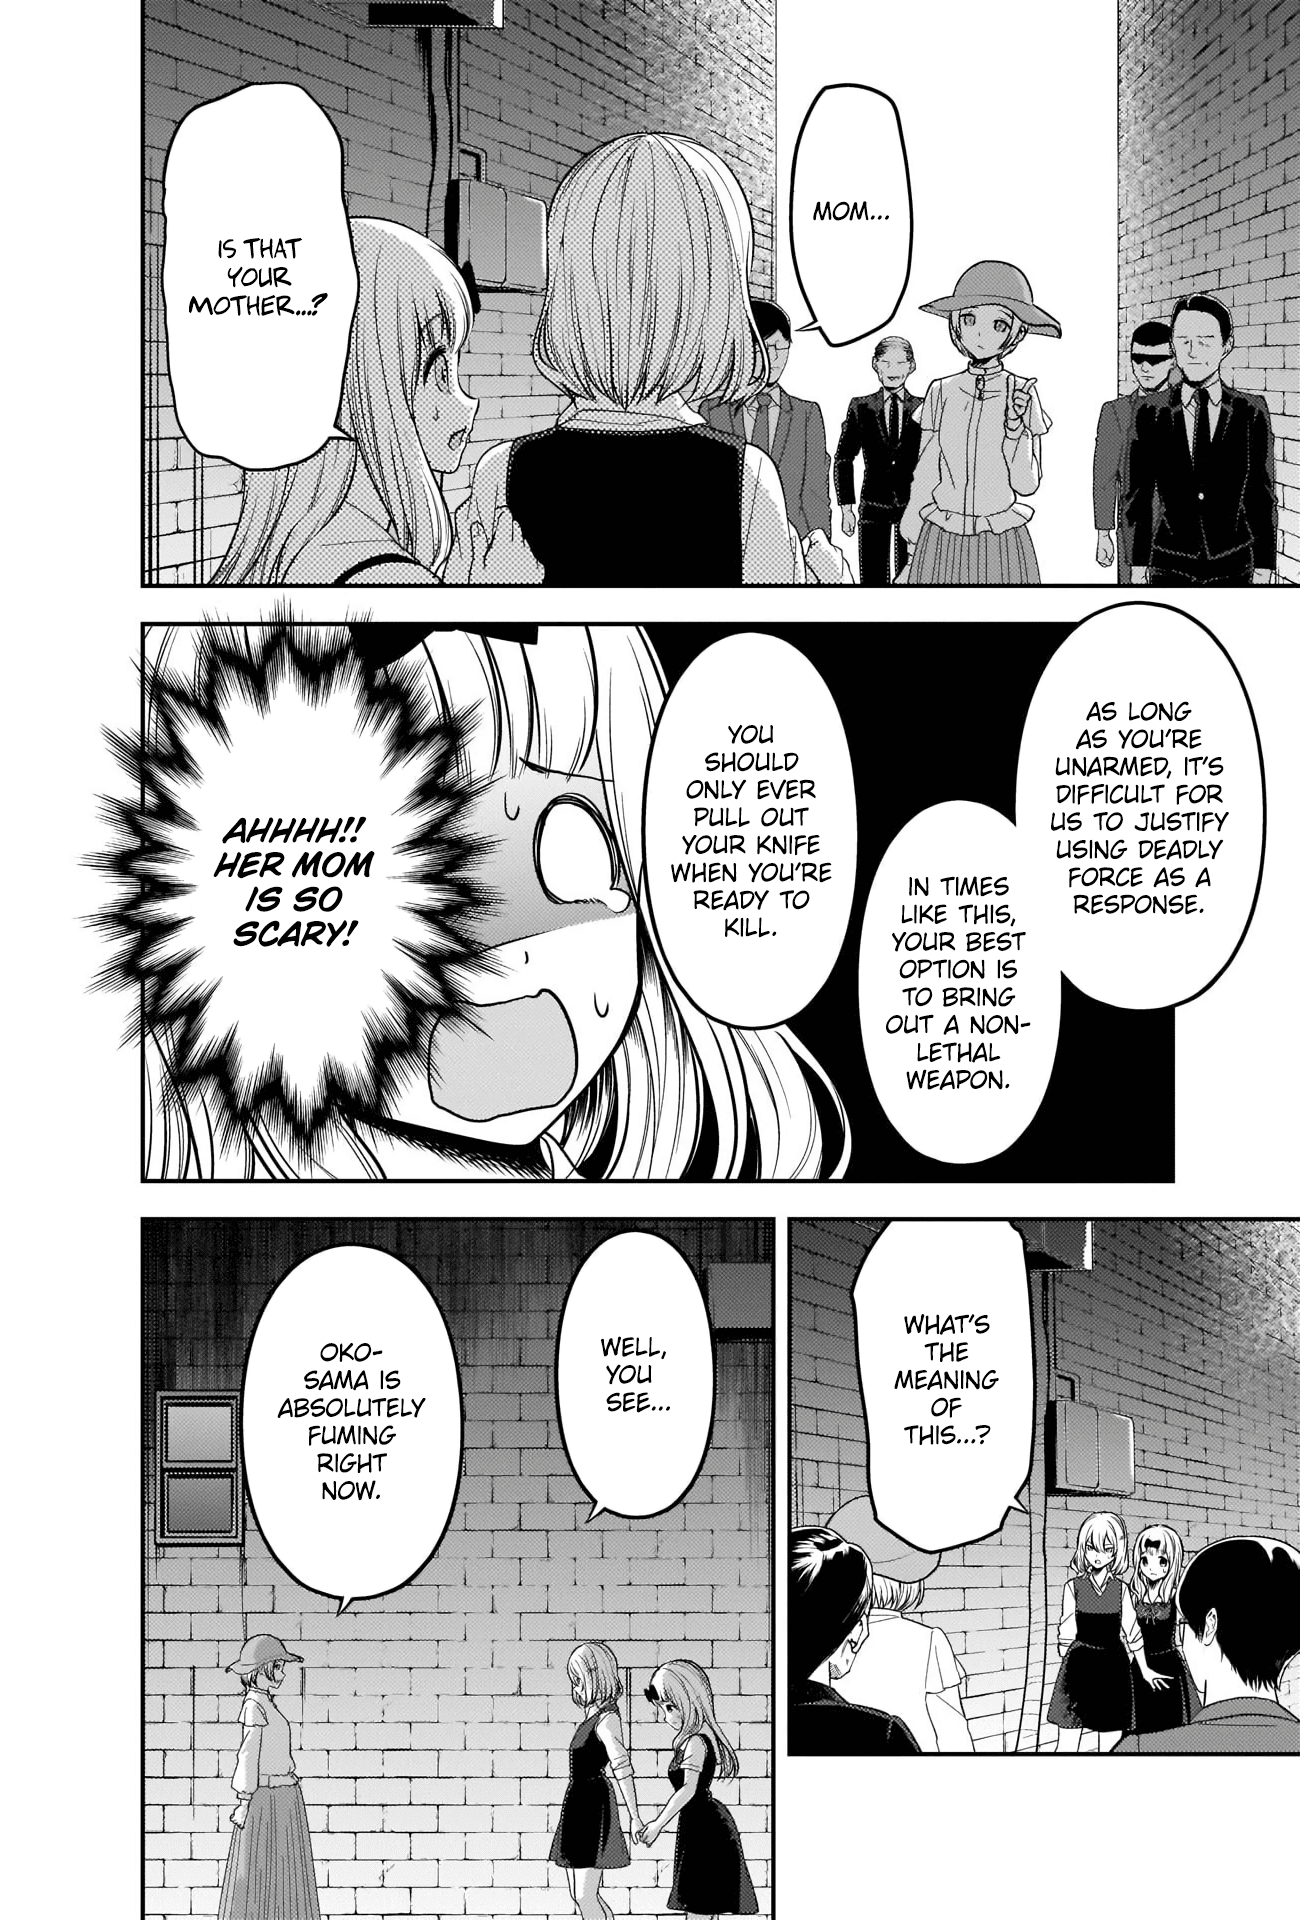 MOM...
IS THAT
YOUR
MOTHER...?
AS LONG
AS YOU'RE
UNARMED, IT'S
DIFFICULT FOR
US TO JUSTIFY
USING DEADLY
FORCE AS A
RESPONSE.
IN TIMES
LIKE THIS,
YOUR BEST
OPTION IS
TO BRING
OUT A NON-
LETHAL
WEAPON.
YOU
SHOULD
ONLY EVER
PULL OUT
YOUR KNIFE
WHEN YOU'RE
READY TO
KILL.
AHHHH!!
HER MOM
IS SO
SCARY!
WHAT'S
THE
MEANING
OF
THIS...?
WELL,
YOU
SEE...
OKO-
SAMA IS
ABSOLUTELY
FUMING
RIGHT
NOW.